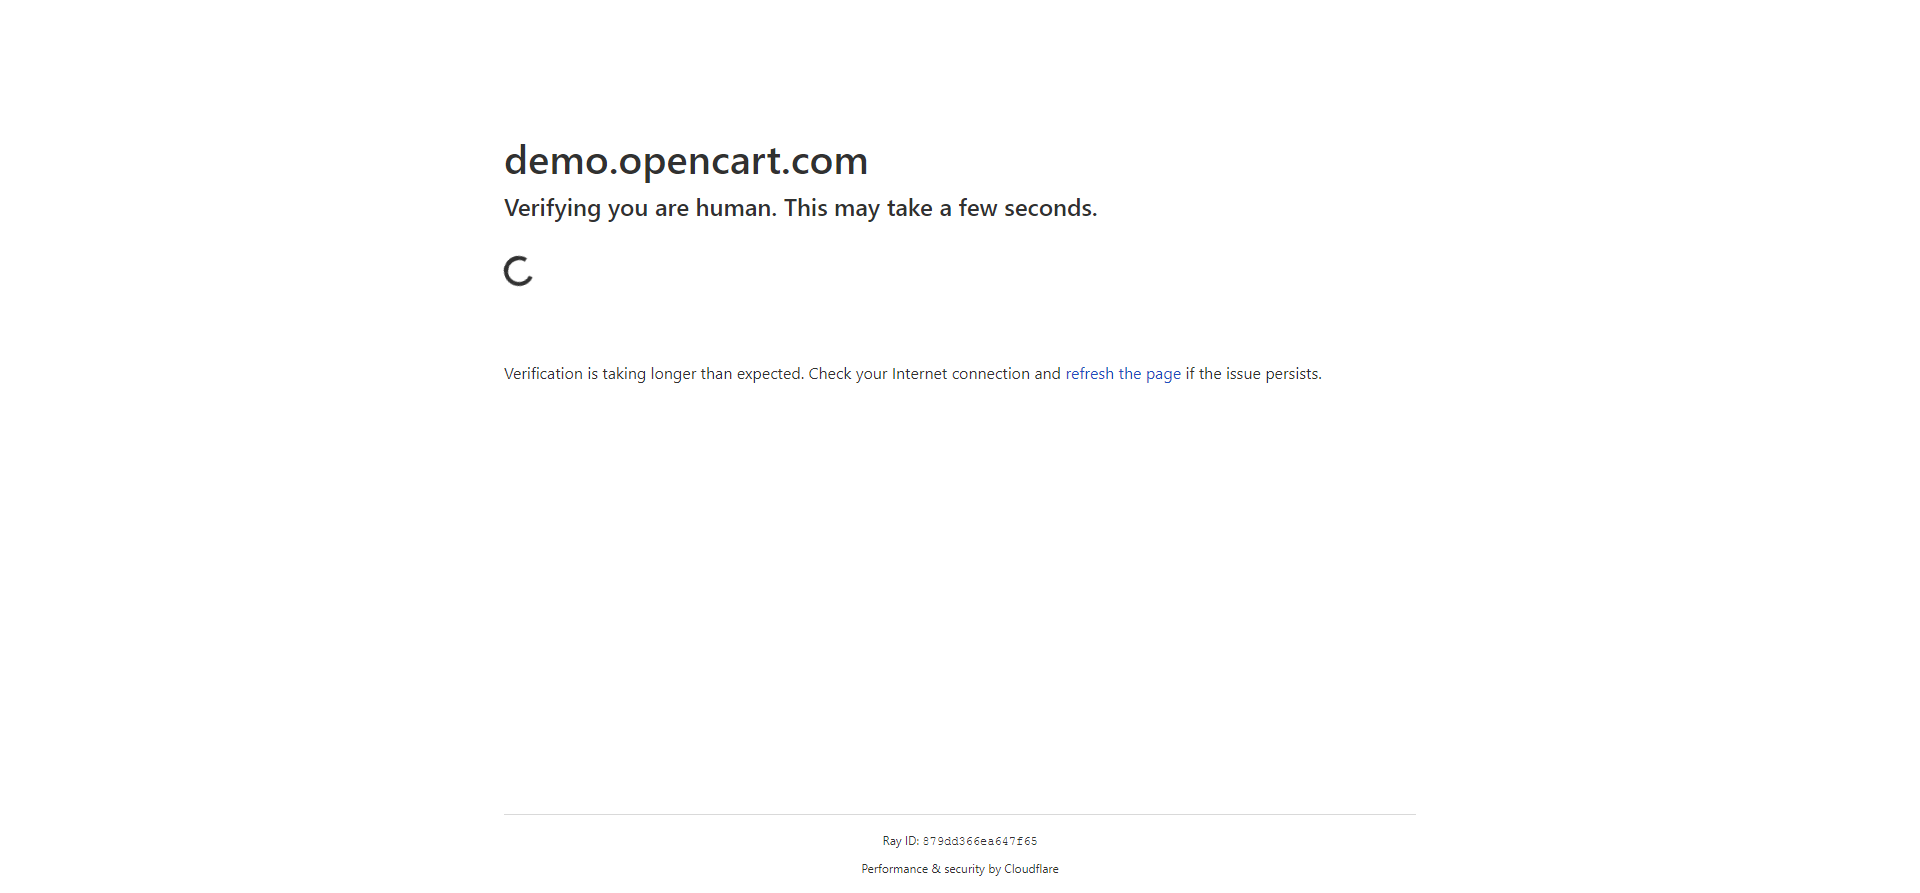 demo.opencart.com
Verifying you are human. This may take a few seconds.
Verification is taking longer than expected. Check your Internet connection and refresh the page if the issue persists.
Ray ID: 879dd366ea647f65
Performance & security by Cloudflare